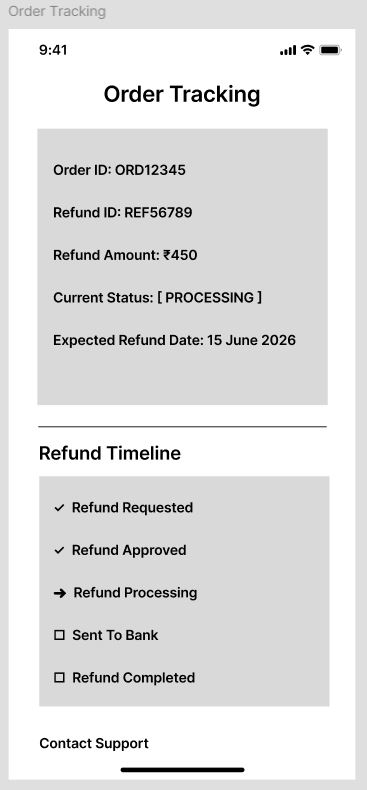 Order Tracking
9:41
Order Tracking
Order ID: ORD12345
Refund ID: REF56789
Refund Amount: ₹450
Current Status: [ PROCESSING ]
Expected Refund Date: 15 June 2026
Refund Timeline
✓ Refund Requested
✓ Refund Approved
➜ Refund Processing
☐ Sent To Bank
☐ Refund Completed
Contact Support